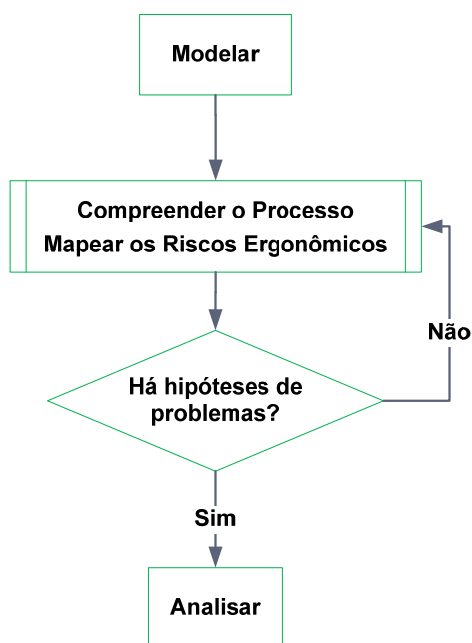 Modelar
Compreender o Processo
Mapear os Riscos Ergonômicos
Não
Há hipóteses de
problemas?
Sim
Analisar